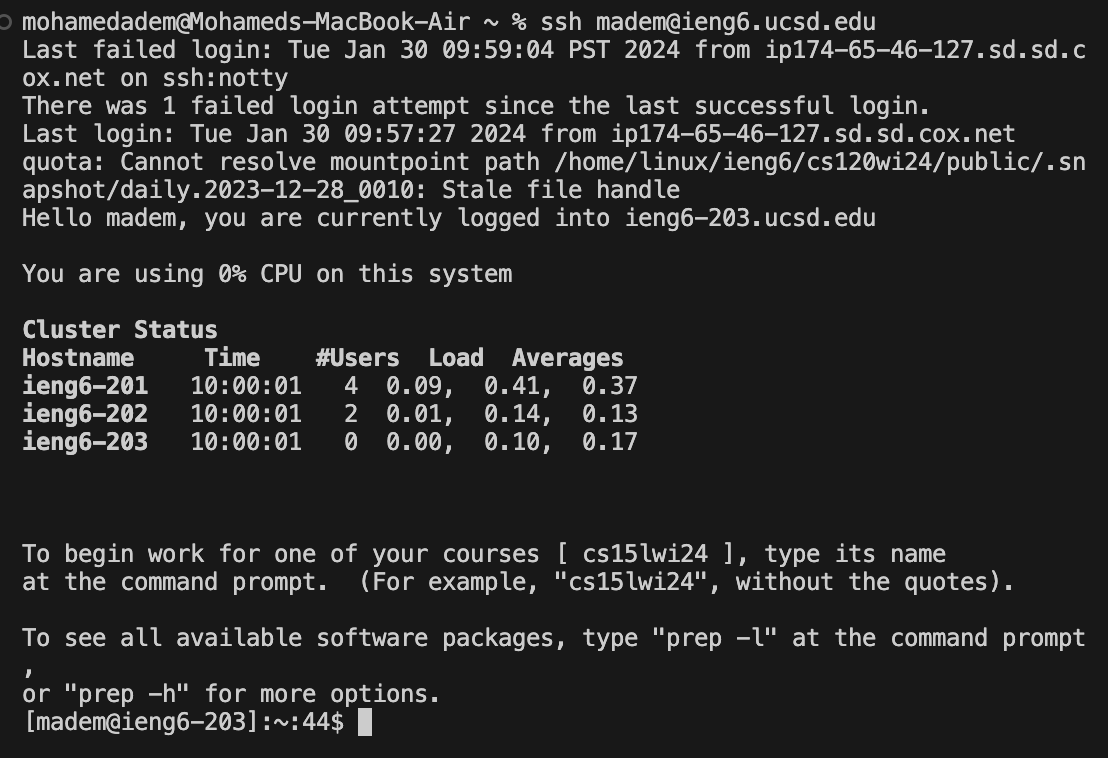 mohamedadem@Mohameds-MacBook-Air ~ % ssh madem@ieng6.ucsd.edu
Last failed login: Tue Jan 30 09:59:04 PST 2024 from ip174-65-46-127.sd.sd.c
ox.net on ssh:notty
There was 1 failed login attempt since the last successful login.
Last login: Tue Jan 30 09:57:27 2024 from ip174-65-46-127.sd.sd.cox.net
quota: Cannot resolve mountpoint path /home/linux/ieng6/cs120wi24/public/.sn
apshot/daily.2023-12-28_0010: Stale file handle
Hello madem, you are currently logged into ieng6-203.ucsd.edu

You are using 0% CPU on this system

Cluster Status
Hostname     Time    #Users  Load  Averages
ieng6-201   10:00:01   4  0.09,  0.41,  0.37
ieng6-202   10:00:01   2  0.01,  0.14,  0.13
ieng6-203   10:00:01   0  0.00,  0.10,  0.17

To begin work for one of your courses [ cs15lwi24 ], type its name
at the command prompt.  (For example, "cs15lwi24", without the quotes).

To see all available software packages, type "prep -l" at the command prompt
,
or "prep -h" for more options.
[madem@ieng6-203]:~:44$